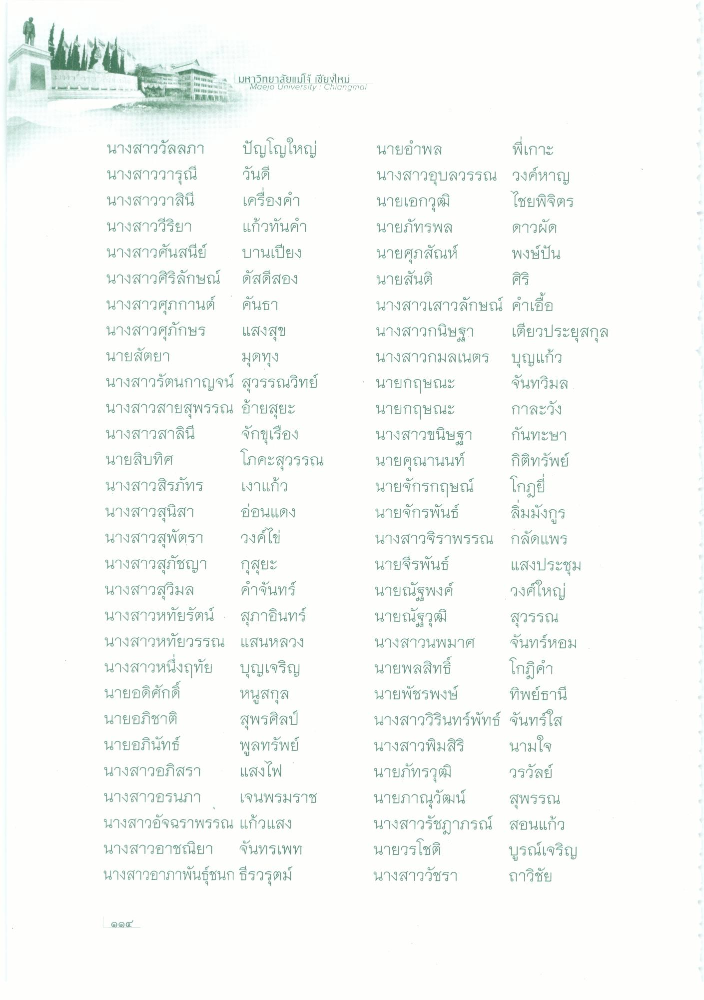 มหาวิทยาลัยแม่โจ้ เชียงใหม่
Maejo University : Chiangmai
นางสาววัลลภา ปัญโญใหญ่
นางสาววารุณี วันดี
นางสาววาสินี เครื่องคำ
นางสาววีริยา แก้วทันคำ
นางสาวศันสนีย์ บานเปียง
นางสาวศิริลักษณ์ ดัสดีสอง
นางสาวศุภกานต์ คันธา
นางสาวศุภักษร แสงสุข
นายสัตยา มุดทุง
นางสาวรัตนกาญจน์ สุวรรณวิทย์
นางสาวสายสุพรรณ อ้ายสุยะ
นางสาวสาลินี จักขุเรือง
นายสิบทิศ โภคะสุวรรณ
นางสาวสิรภัทร เงาแก้ว
นางสาวสุนิสา อ่อนแดง
นางสาวสุพัตรา วงค์ไข่
นางสาวสุภัชญา กุสุยะ
นางสาวสุวิมล คำจันทร์
นางสาวหทัยรัตน์ สุภาอินทร์
นางสาวหทัยวรรณ แสนหลวง
นางสาวหนึ่งฤทัย บุญเจริญ
นายอดิศักดิ์ หนูสกุล
นายอภิชาติ สุพรศิลป์
นายอภินัทธ์ พูลทรัพย์
นางสาวอภิสรา แสงไฟ
นางสาวอรนภา เจนพรมราช
นางสาวอัจฉราพรรณ แก้วแสง
นางสาวอาชณิยา จันทรเพท
นางสาวอาภาพันธุ์ชนก ธีรวรุตม์
นายอำพล พี่เกาะ
นางสาวอุบลวรรณ วงค์หาญ
นายเอกวุฒิ ไชยพิจิตร
นายภัทรพล ดาวผัด
นายศุภสัณห์ พงษ์ปัน
นายสันติ ศิริ
นางสาวเสาวลักษณ์ คำเอื้อ
นางสาวกนิษฐา เตียวประยุสกุล
นางสาวกมลเนตร บุญแก้ว
นายกฤษณะ จันทวิมล
นายกฤษณะ กาละวัง
นางสาวขนิษฐา กันทะษา
นายคุณานนท์ กิติทรัพย์
นายจักรกฤษณ์ โกฎยี่
นายจักรพันธ์ ลิ่มมังกูร
นางสาวจิราพรรณ กลัดแพร
นายจีรพันธ์ แสงประชุม
นายณัฐพงค์ วงศ์ใหญ่
นายณัฐวุฒิ สุวรรณ
นางสาวนพมาศ จันทร์หอม
นายพลสิทธิ์ โกฎิคำ
นายพัชรพงษ์ ทิพย์ธานี
นางสาววิรินทร์พัทธ์ จันทร์ใส
นางสาวพิมสิริ นามใจ
นายภัทรวุฒิ วรวัลย์
นายภาณุวัฒน์ สุพรรณ
นางสาวรัชฎาภรณ์ สอนแก้ว
นายวรโชติ บูรณ์เจริญ
นางสาววัชรา ถาวิชัย
๑๑๔